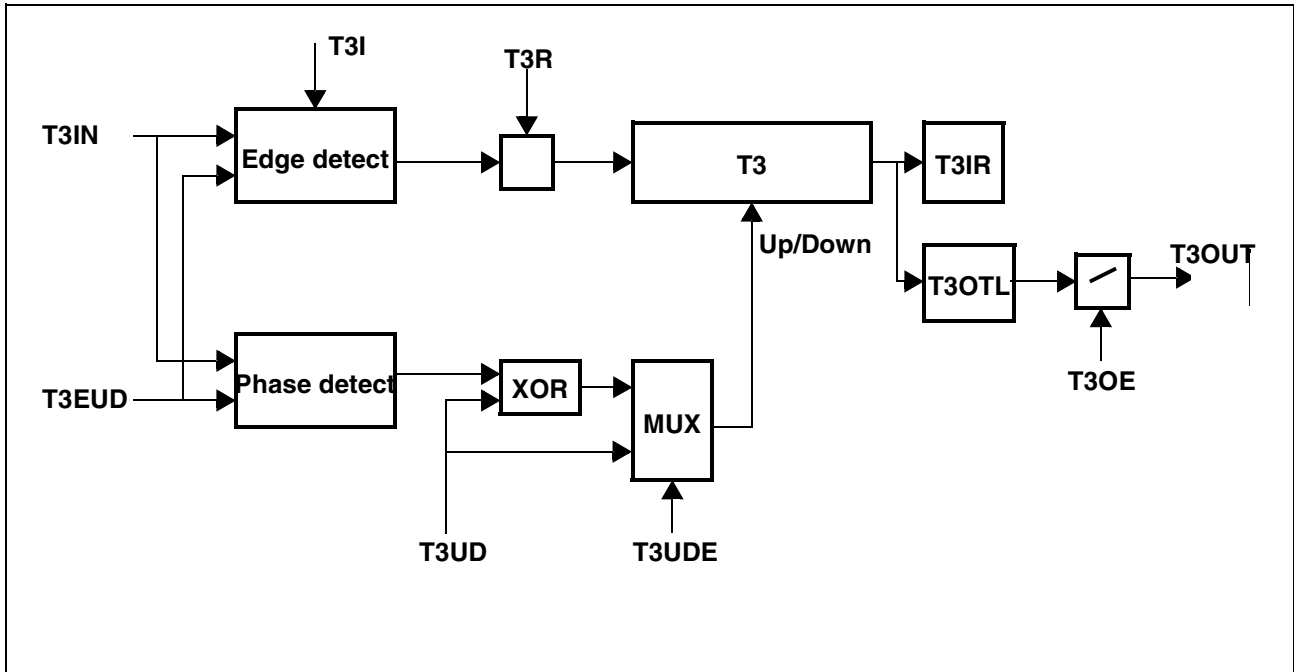 T3I
T3R
T3IN
Edge detect
T3
T3IR
Up/Down
T3OUT
T3OTL
T3EUD
Phase detect
XOR
MUX
T3OE
T3UD
T3UDE